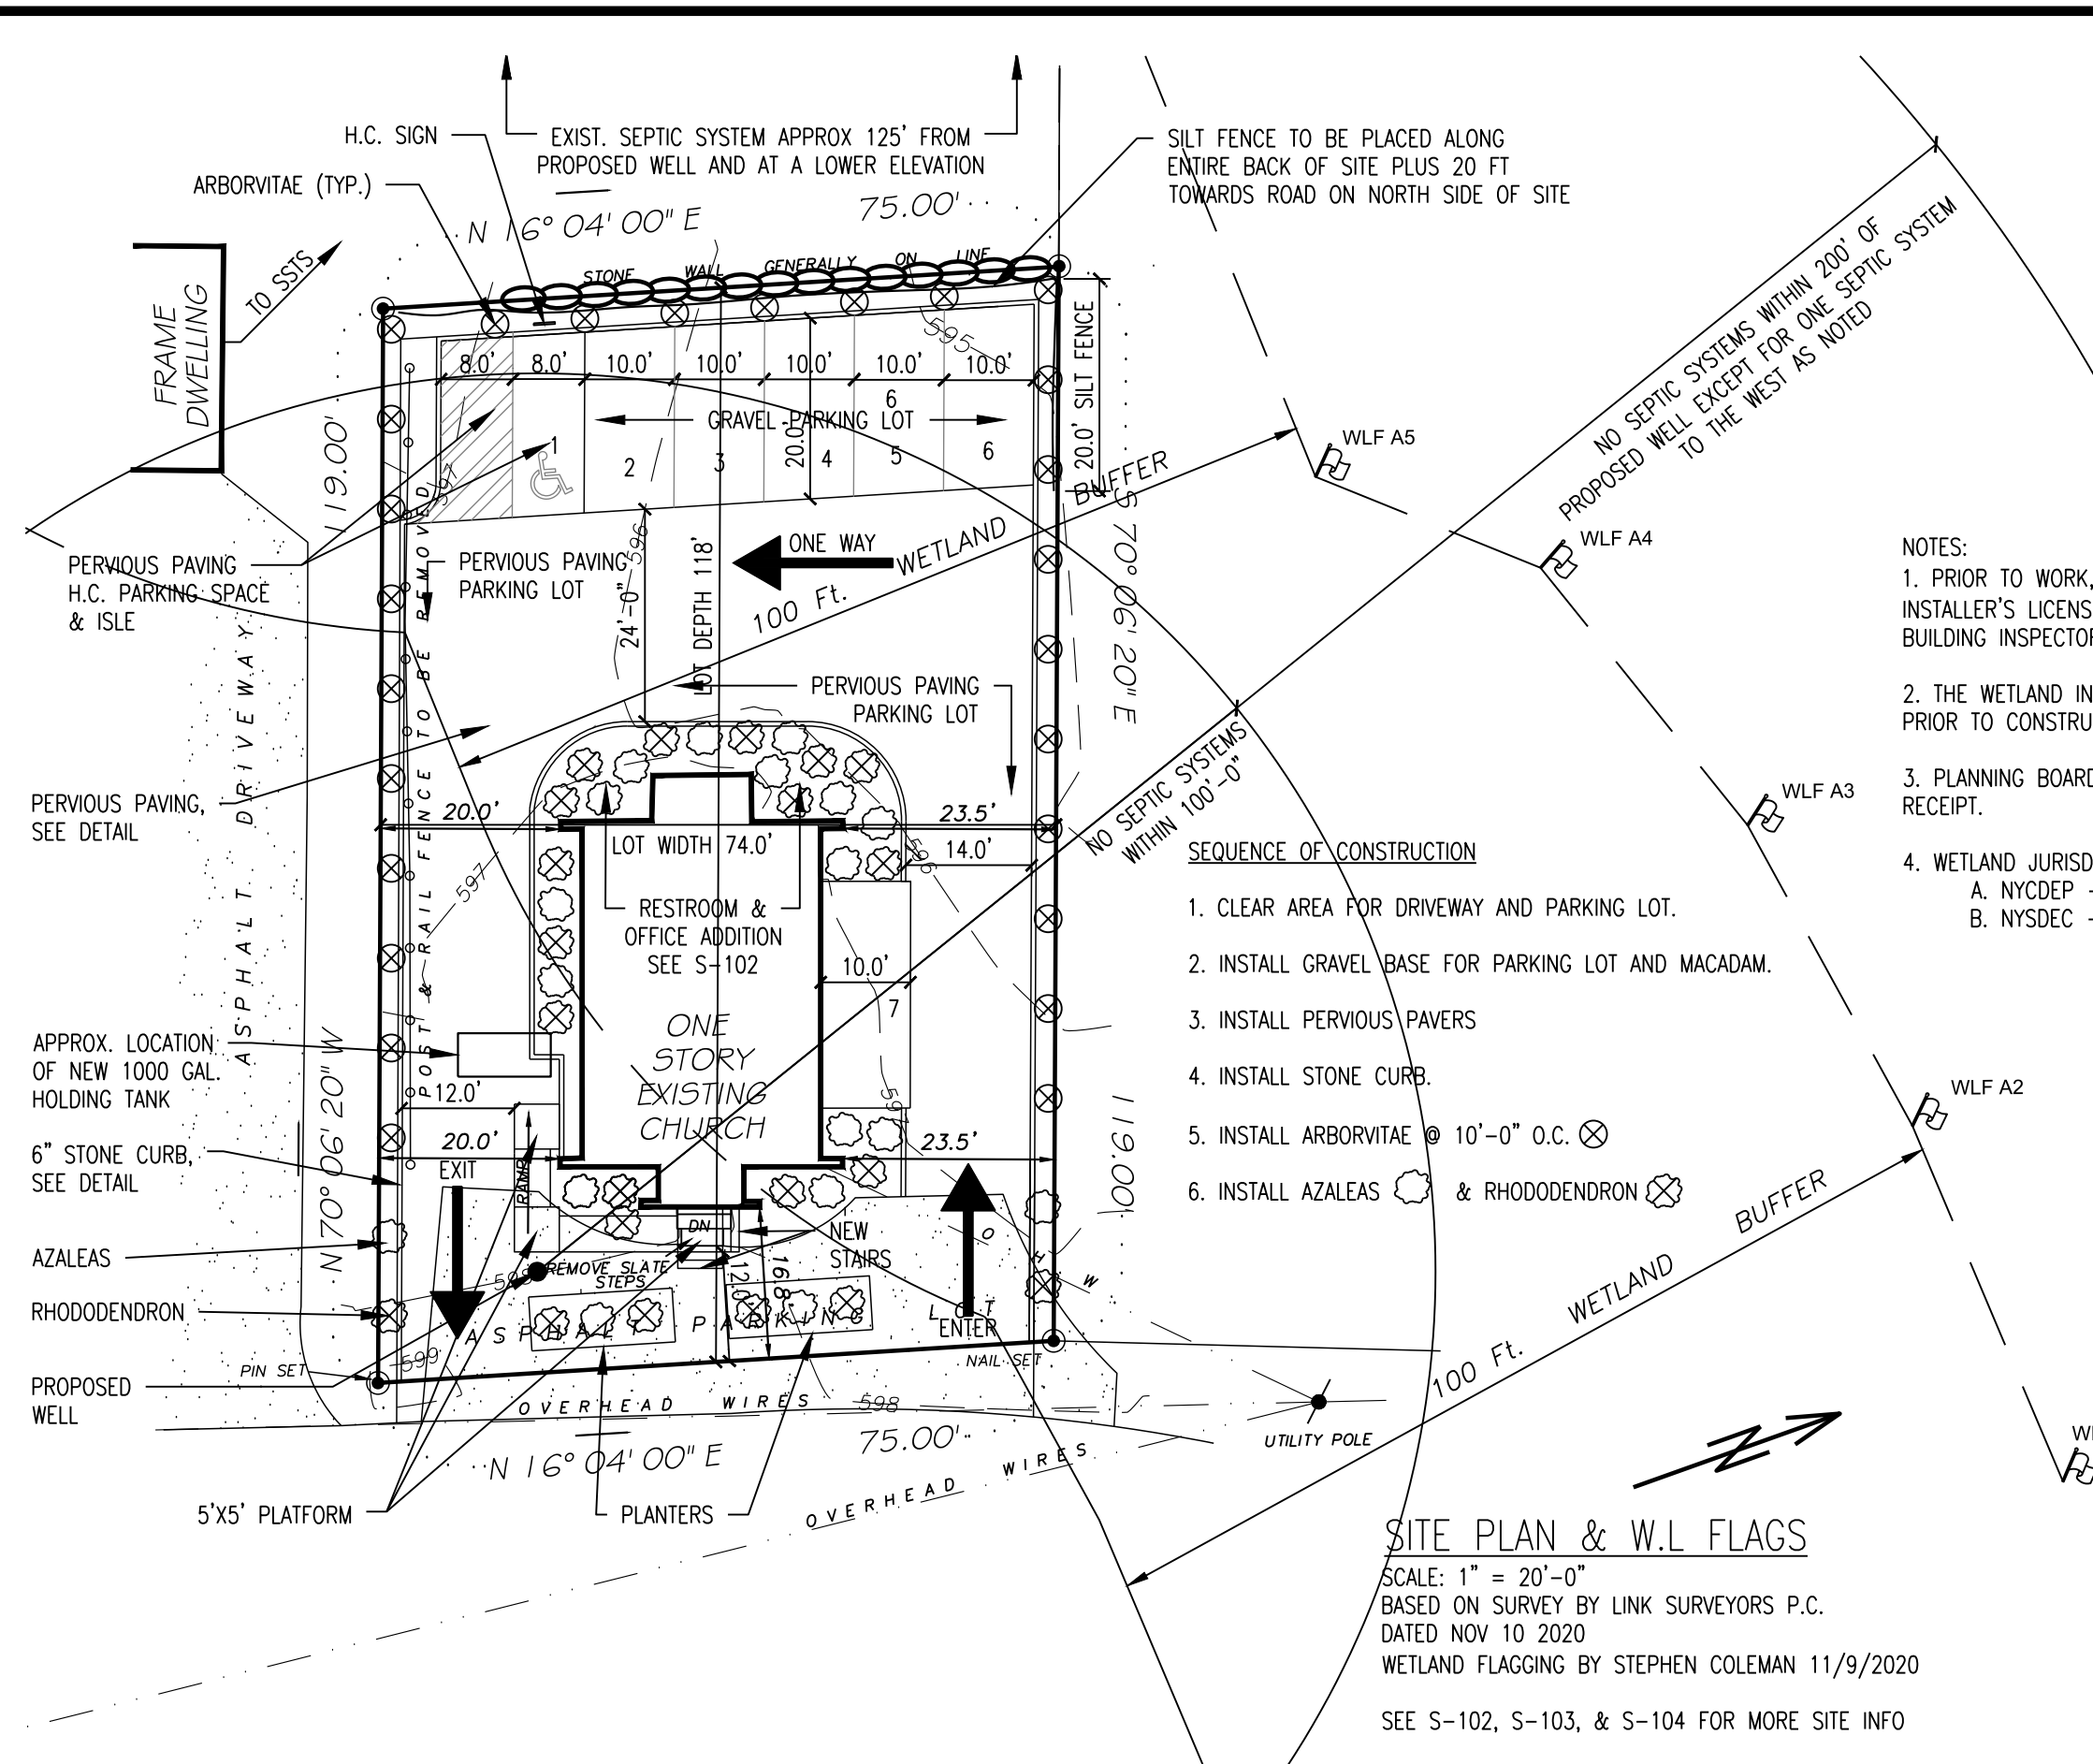 H.C. SIGN
EXIST. SEPTIC SYSTEM APPROX 125' FROM
PROPOSED WELL AND AT A LOWER ELEVATION
SILT FENCE TO BE PLACED ALONG
ENTIRE BACK OF SITE PLUS 20 FT
TOWARDS ROAD ON NORTH SIDE OF SITE
ARBORVITAE (TYP.)
N 16° 04' 00" E
75.00'
TO SSTS
FRAME
DWELLING
STONE WALL GENERALLY ON LINE
595
8.0'
8.0'
10.0'
10.0'
10.0'
10.0'
10.0'
6
GRAVEL PARKING LOT
1
2
3
4
5
6
20.0'
20.0' SILT FENCE
119.00'
597
BUFFER
WETLAND
100 Ft.
WLF A5
WLF A4
WLF A3
WLF A2
NO SEPTIC SYSTEMS WITHIN 200' OF
PROPOSED WELL EXCEPT FOR ONE SEPTIC SYSTEM
TO THE WEST AS NOTED
PERVIOUS PAVING
H.C. PARKING SPACE
& ISLE
PERVIOUS PAVING
PARKING LOT
596
24'-0"
LOT DEPTH 118'
ONE WAY
S 70° 06' 20" E
PERVIOUS PAVING
PARKING LOT
NOTES:
1. PRIOR TO WORK,
INSTALLER'S LICENS
BUILDING INSPECTOR
2. THE WETLAND IN
PRIOR TO CONSTRU
3. PLANNING BOARD
RECEIPT.
4. WETLAND JURISD
A. NYCDEP -
B. NYSDEC -
ASPHALT DRIVEWAY
POST & RAIL FENCE TO BE REMOVED
PERVIOUS PAVING,
SEE DETAIL
20.0'
LOT WIDTH 74.0'
23.5'
14.0'
596
597
NO SEPTIC SYSTEMS
WITHIN 100'-0"
RESTROOM &
OFFICE ADDITION
SEE S-102
10.0'
7
ONE
STORY
EXISTING
CHURCH
597
SEQUENCE OF CONSTRUCTION
1. CLEAR AREA FOR DRIVEWAY AND PARKING LOT.
2. INSTALL GRAVEL BASE FOR PARKING LOT AND MACADAM.
3. INSTALL PERVIOUS PAVERS
4. INSTALL STONE CURB.
5. INSTALL ARBORVITAE @ 10'-0" O.C.
6. INSTALL AZALEAS & RHODODENDRON
APPROX. LOCATION
OF NEW 1000 GAL.
HOLDING TANK
12.0'
20.0'
23.5'
119.00'
6" STONE CURB,
SEE DETAIL
N 70° 06' 20" W
EXIT
RAMP
DN
NEW
STAIRS
O H W
AZALEAS
REMOVE SLATE
STEPS
12.0'
16.8'
RHODODENDRON
ASPHALT PARKING LOT
ENTER
599
598
PIN SET
NAIL SET
PROPOSED
WELL
OVERHEAD WIRES
598
UTILITY POLE
N 16° 04' 00" E
75.00'
OVERHEAD WIRES
5'X5' PLATFORM
PLANTERS
100 Ft. WETLAND BUFFER
WL
SITE PLAN & W.L FLAGS
SCALE: 1" = 20'-0"
BASED ON SURVEY BY LINK SURVEYORS P.C.
DATED NOV 10 2020
WETLAND FLAGGING BY STEPHEN COLEMAN 11/9/2020
SEE S-102, S-103, & S-104 FOR MORE SITE INFO